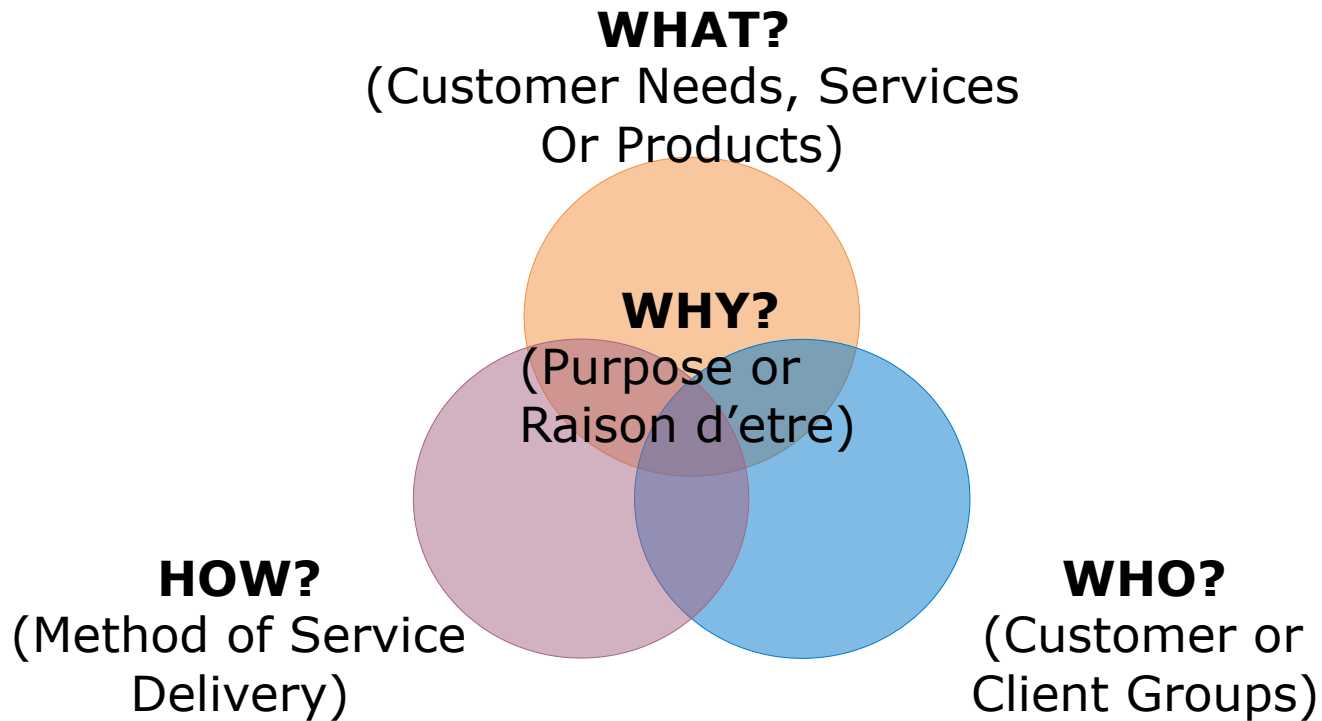 WHAT?
(Customer Needs, Services
Or Products)
WHY?
(Purpose or
Raison d’etre)
HOW?
(Method of Service
Delivery)
WHO?
(Customer or
Client Groups)